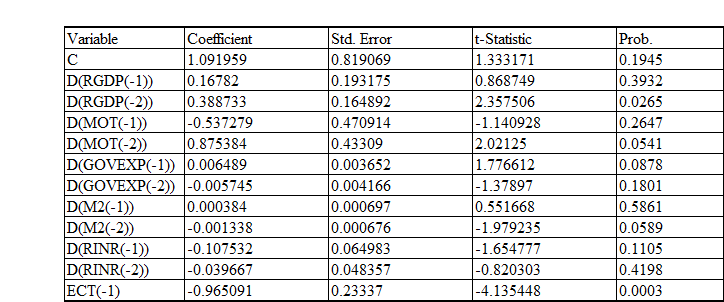 Variable Coefficient Std. Error t-Statistic Prob.
C 1.091959 0.819069 1.333171 0.1945
D(RGDP(-1)) 0.16782 0.193175 0.868749 0.3932
D(RGDP(-2)) 0.388733 0.164892 2.357506 0.0265
D(MOT(-1)) -0.537279 0.470914 -1.140928 0.2647
D(MOT(-2)) 0.875384 0.43309 2.02125 0.0541
D(GOVEXP(-1)) 0.006489 0.003652 1.776612 0.0878
D(GOVEXP(-2)) -0.005745 0.004166 -1.37897 0.1801
D(M2(-1)) 0.000384 0.000697 0.551668 0.5861
D(M2(-2)) -0.001338 0.000676 -1.979235 0.0589
D(RINR(-1)) -0.107532 0.064983 -1.654777 0.1105
D(RINR(-2)) -0.039667 0.048357 -0.820303 0.4198
ECT(-1) -0.965091 0.23337 -4.135448 0.0003